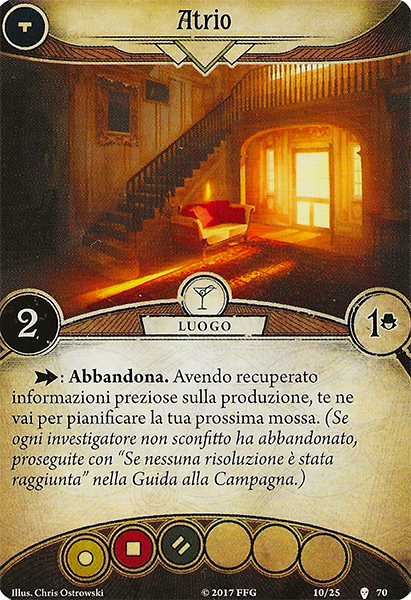 Atrio
2
LUOGO
1
: Abbandona. Avendo recuperato
informazioni preziose sulla produzione, te ne
vai per pianificare la tua prossima mossa. (Se
ogni investigatore non sconfitto ha abbandonato,
proseguite con “Se nessuna risoluzione è stata
raggiunta” nella Guida alla Campagna.)
Illus. Chris Ostrowski © 2017 FFG 10/25 70